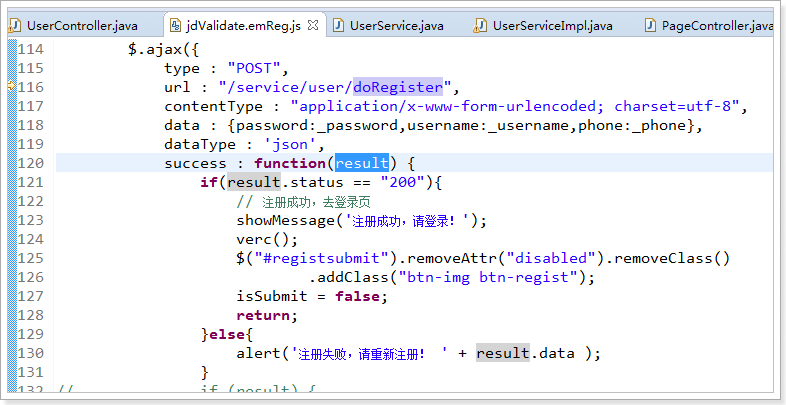 UserController.java jdValidate.emReg.js UserService.java UserServiceImpl.java PageController.java
114 $.ajax({
115 type : "POST",
116 url : "/service/user/doRegister",
117 contentType : "application/x-www-form-urlencoded; charset=utf-8",
118 data : {password:_password,username:_username,phone:_phone},
119 dataType : 'json',
120 success : function(result) {
121 if(result.status == "200"){
122 // 注册成功，去登录页
123 showMessage('注册成功，请登录！');
124 verc();
125 $("#registsubmit").removeAttr("disabled").removeClass()
126 .addClass("btn-img btn-regist");
127 isSubmit = false;
128 return;
129 }else{
130 alert('注册失败，请重新注册！ ' + result.data );
131 }
132 // if (result) {